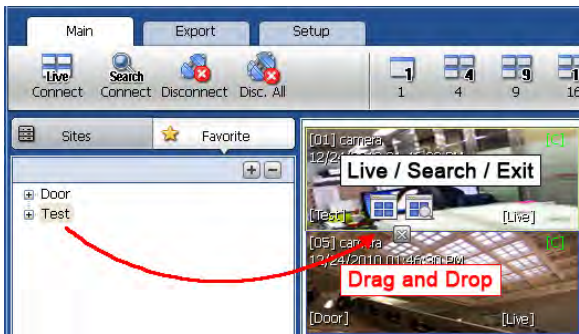 Main Export Setup
Live Search 1 4 9
Connect Connect Disconnect Disc. All 1 4 9 16
Sites Favorite
[01] camera [C]
12/24/2010
Live / Search / Exit
Door
Test
[Test] [Live]
[05] camera [C]
12/24/2010 01:46:30 PM
Drag and Drop
[Door] [Live]